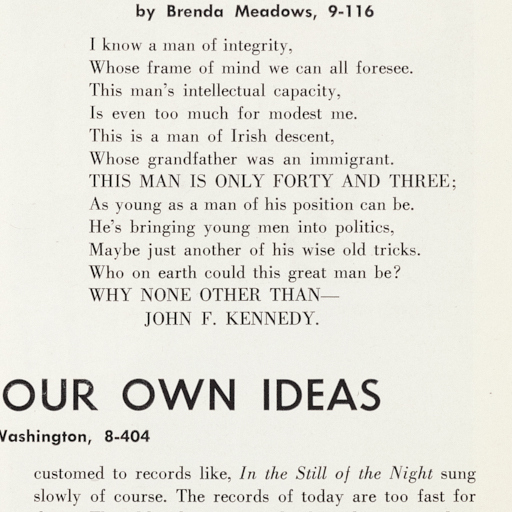 by Brenda Meadows, 9-116
I know a man of integrity,
Whose frame of mind we can all foresee.
This man's intellectual capacity,
Is even too much for modest me.
This is a man of Irish descent,
Whose grandfather was an immigrant.
THIS MAN IS ONLY FORTY AND THREE;
As young as a man of his position can be.
He's bringing young men into politics,
Maybe just another of his wise old tricks.
Who on earth could this great man be?
WHY NONE OTHER THAN—
JOHN F. KENNEDY.
OUR OWN IDEAS
Washington, 8-404
customed to records like, In the Still of the Night sung
slowly of course. The records of today are too fast for